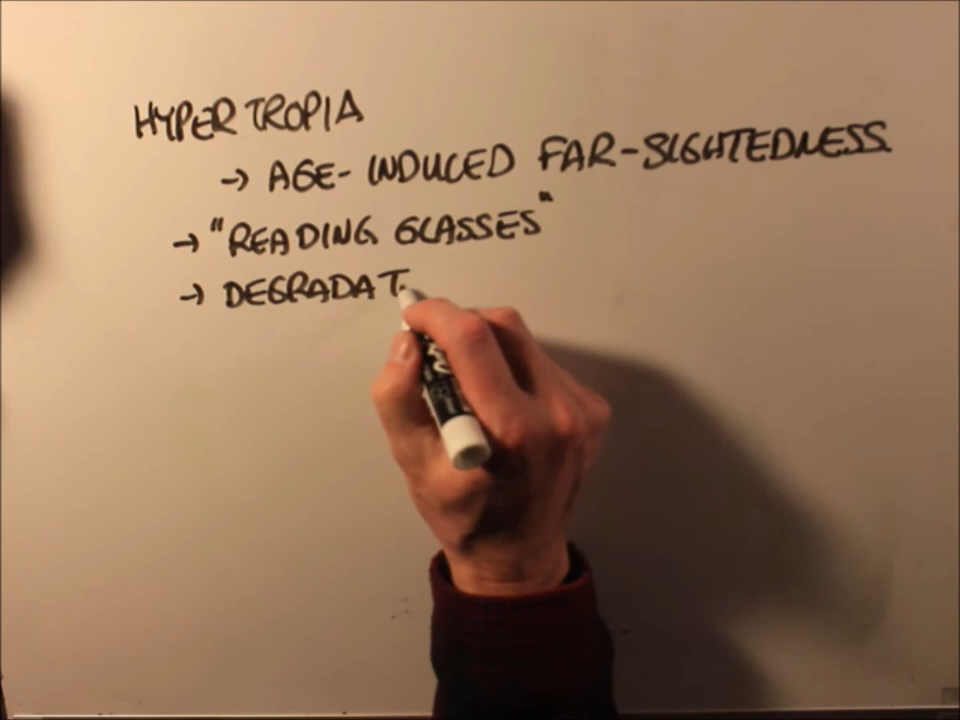 HYPERTROPIA
→ AGE-INDUCED FAR-SIGHTEDNESS
→ "READING GLASSES"
→ DEGRADAT